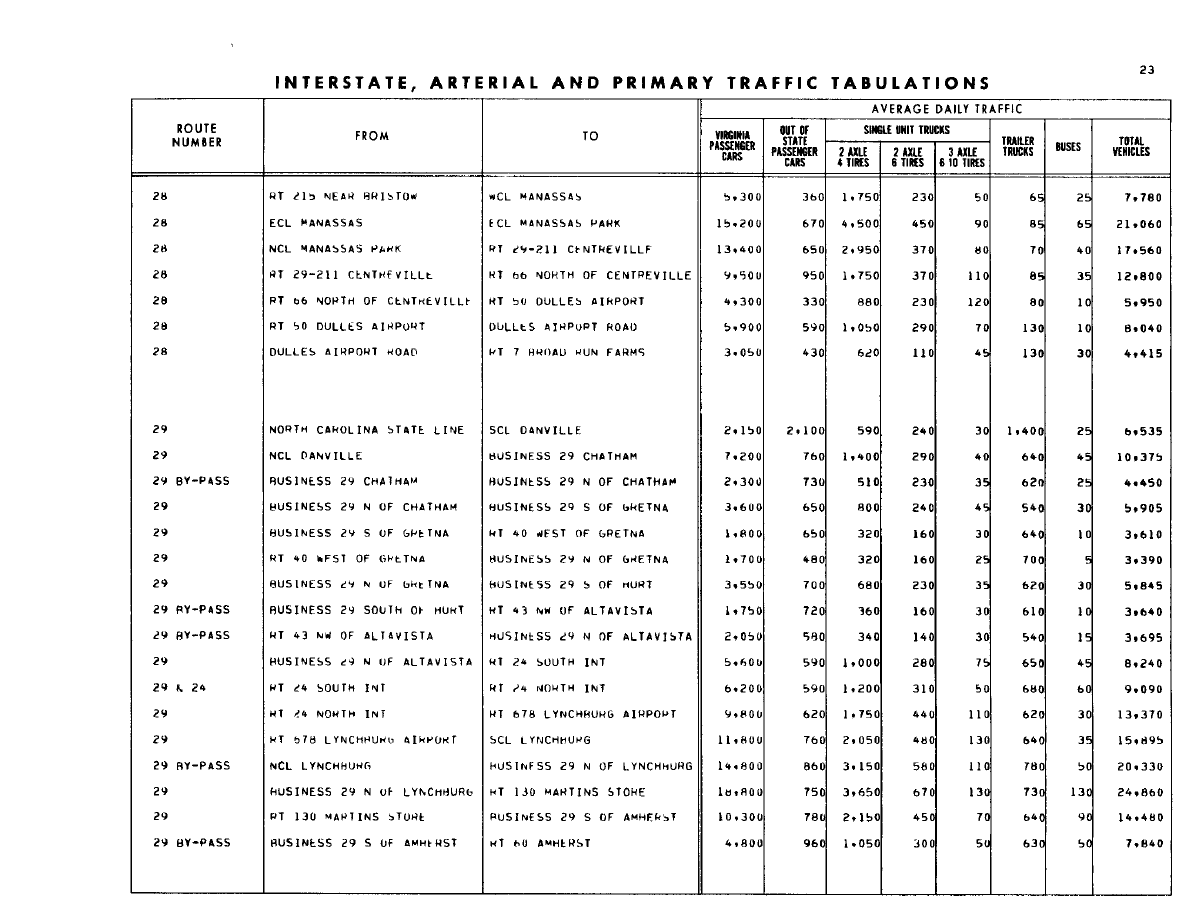 23
INTERSTATE, ARTERIAL AND PRIMARY TRAFFIC TABULATIONS
ROUTE NUMBER FROM TO AVERAGE DAILY TRAFFIC
VIRGINIA PASSENGER CARS OUT OF STATE PASSENGER CARS SINGLE UNIT TRUCKS 2 AXLE 4 TIRES 2 AXLE 6 TIRES 3 AXLE 6 10 TIRES TRAILER TRUCKS BUSES TOTAL VEHICLES
28 RT 215 NEAR BRISTOW WCL MANASSAS 5,300 360 1,750 230 50 65 25 7,780
28 ECL MANASSAS ECL MANASSAS PARK 15,200 670 4,500 450 90 85 65 21,060
28 NCL MANASSAS PARK RT 29-211 CENTREVILLE 13,400 650 2,950 370 80 70 40 17,560
28 RT 29-211 CENTREVILLE RT 66 NORTH OF CENTREVILLE 9,500 950 1,750 370 110 85 35 12,800
28 RT 66 NORTH OF CENTREVILLE RT 50 DULLES AIRPORT 4,300 330 880 230 120 80 10 5,950
28 RT 50 DULLES AIRPORT DULLES AIRPORT ROAD 5,900 590 1,050 290 70 130 10 8,040
28 DULLES AIRPORT ROAD RT 7 BROAD RUN FARMS 3,050 430 620 110 45 130 30 4,415
29 NORTH CAROLINA STATE LINE SCL DANVILLE 2,150 2,100 590 240 30 1,400 25 6,535
29 NCL DANVILLE BUSINESS 29 CHATHAM 7,200 760 1,400 290 40 640 45 10,375
29 BY-PASS BUSINESS 29 CHATHAM BUSINESS 29 N OF CHATHAM 2,300 730 510 230 35 620 25 4,450
29 BUSINESS 29 N OF CHATHAM BUSINESS 29 S OF GRETNA 3,600 650 800 240 45 540 30 5,905
29 BUSINESS 29 S OF GRETNA RT 40 WEST OF GRETNA 1,800 650 320 160 30 640 10 3,610
29 RT 40 WEST OF GRETNA BUSINESS 29 N OF GRETNA 1,700 480 320 160 25 700 5 3,390
29 BUSINESS 29 N OF GRETNA BUSINESS 29 S OF HURT 3,550 700 680 230 35 620 30 5,845
29 BY-PASS BUSINESS 29 SOUTH OF HURT RT 43 NW OF ALTAVISTA 1,750 720 360 160 30 610 10 3,640
29 BY-PASS RT 43 NW OF ALTAVISTA BUSINESS 29 N OF ALTAVISTA 2,050 580 340 140 30 540 15 3,695
29 BUSINESS 29 N OF ALTAVISTA RT 24 SOUTH INT 5,600 590 1,000 280 75 650 45 8,240
29 & 24 RT 24 SOUTH INT RT 24 NORTH INT 6,200 590 1,200 310 50 680 60 9,090
29 RT 24 NORTH INT RT 678 LYNCHBURG AIRPORT 9,800 620 1,750 440 110 620 30 13,370
29 RT 678 LYNCHBURG AIRPORT SCL LYNCHBURG 11,800 760 2,050 480 130 640 35 15,895
29 BY-PASS NCL LYNCHBURG BUSINESS 29 N OF LYNCHBURG 14,800 860 3,150 580 110 780 50 20,330
29 BUSINESS 29 N OF LYNCHBURG RT 130 MARTINS STORE 18,800 750 3,650 670 130 730 130 24,860
29 RT 130 MARTINS STORE BUSINESS 29 S OF AMHERST 10,300 780 2,150 450 70 640 90 14,480
29 BY-PASS BUSINESS 29 S OF AMHERST RT 60 AMHERST 4,800 960 1,050 300 50 630 50 7,840